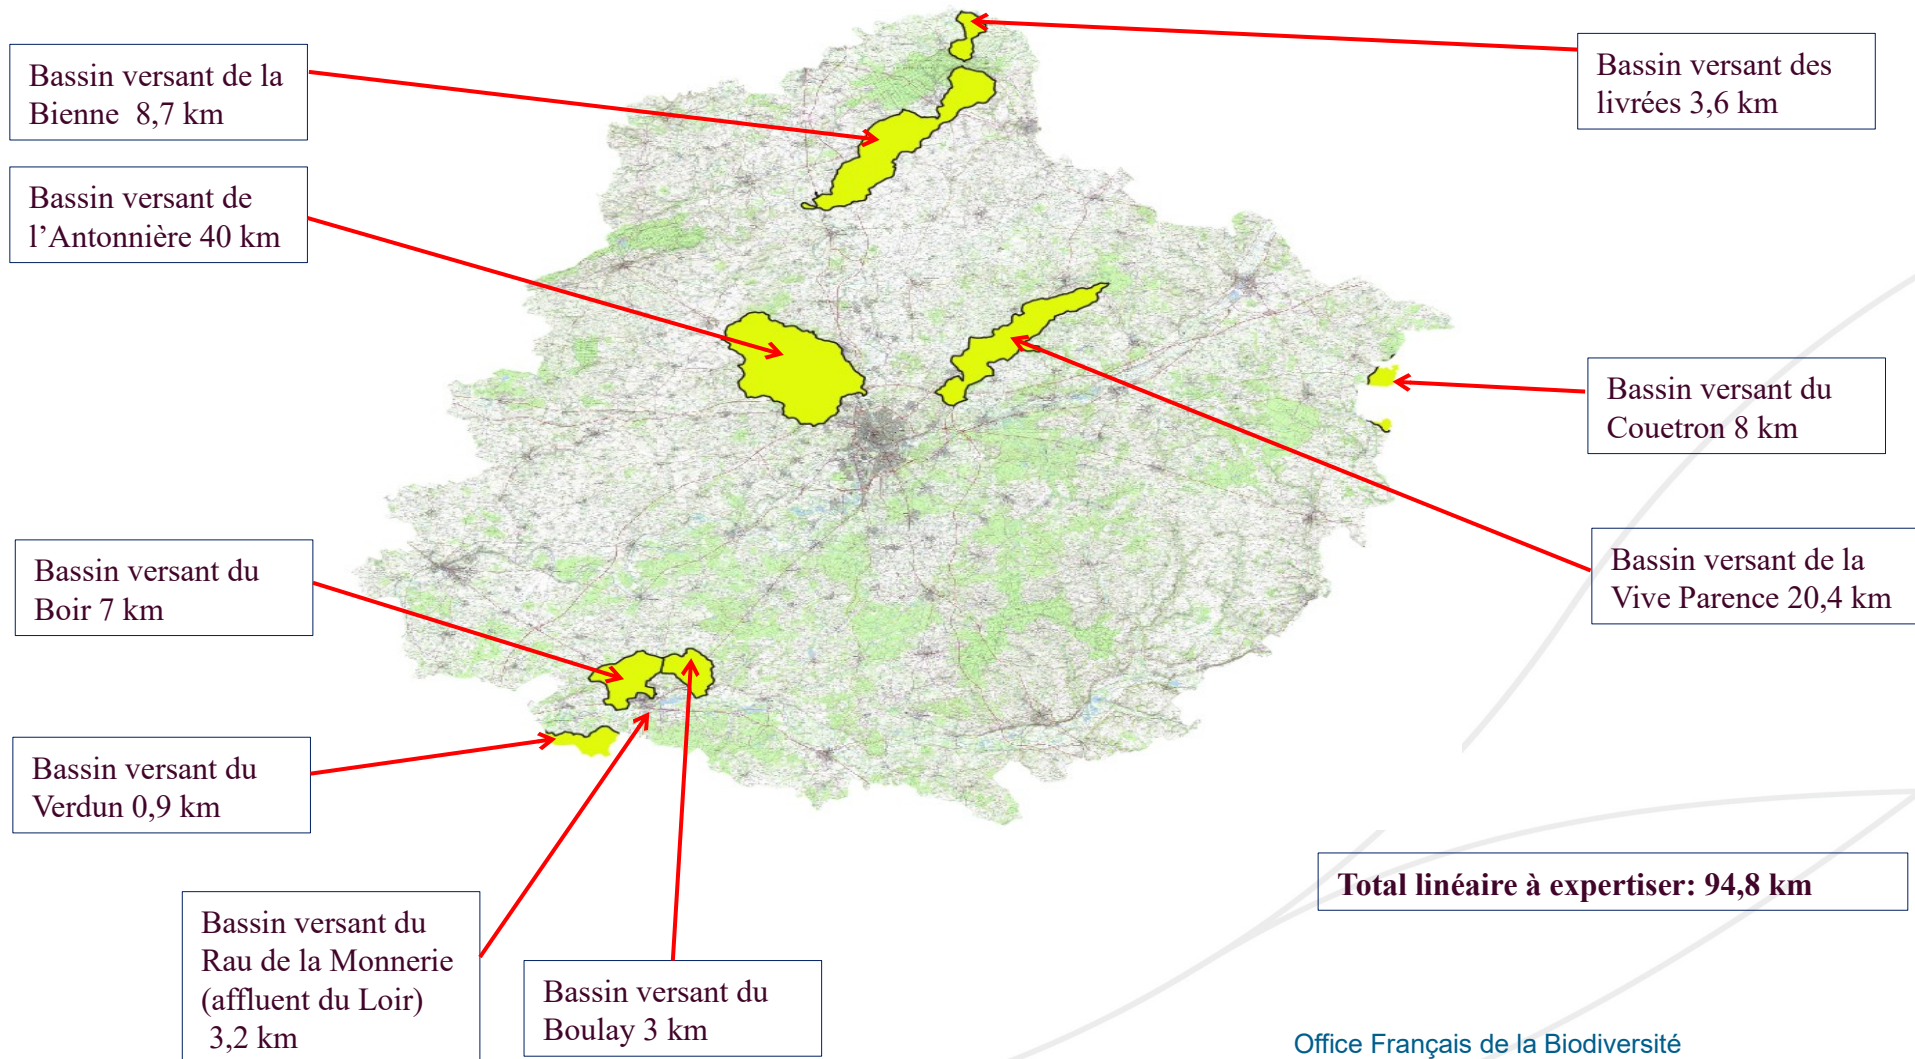 Bassin versant de la
Bienne 8,7 km
Bassin versant des
livrées 3,6 km
Bassin versant de
l’Antonnière 40 km
Bassin versant du
Couetron 8 km
Bassin versant de la
Vive Parence 20,4 km
Bassin versant du
Boir 7 km
Bassin versant du
Verdun 0,9 km
Bassin versant du
Rau de la Monnerie
(affluent du Loir)
3,2 km
Bassin versant du
Boulay 3 km
Total linéaire à expertiser: 94,8 km
Office Français de la Biodiversité